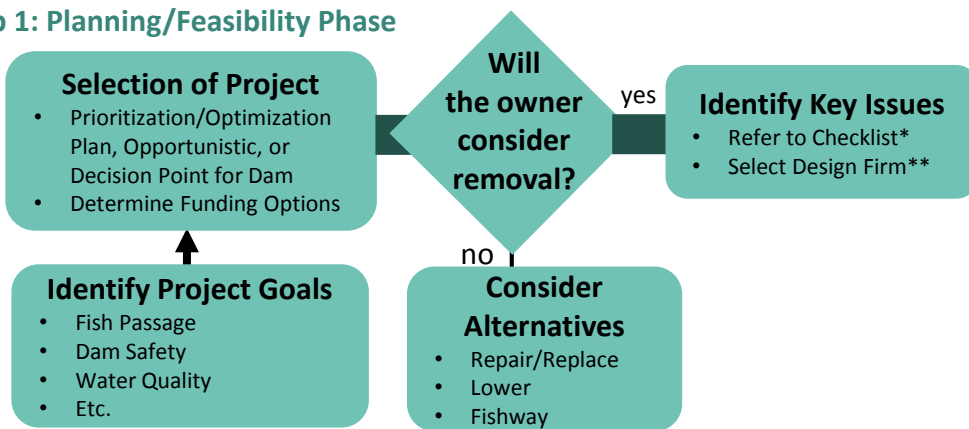 p 1: Planning/Feasibility Phase
Selection of Project
• Prioritization/Optimization
Plan, Opportunistic, or
Decision Point for Dam
• Determine Funding Options
Will
the owner
consider
removal?
yes
Identify Key Issues
• Refer to Checklist*
• Select Design Firm**
Identify Project Goals
• Fish Passage
• Dam Safety
• Water Quality
• Etc.
no
Consider
Alternatives
• Repair/Replace
• Lower
• Fishway